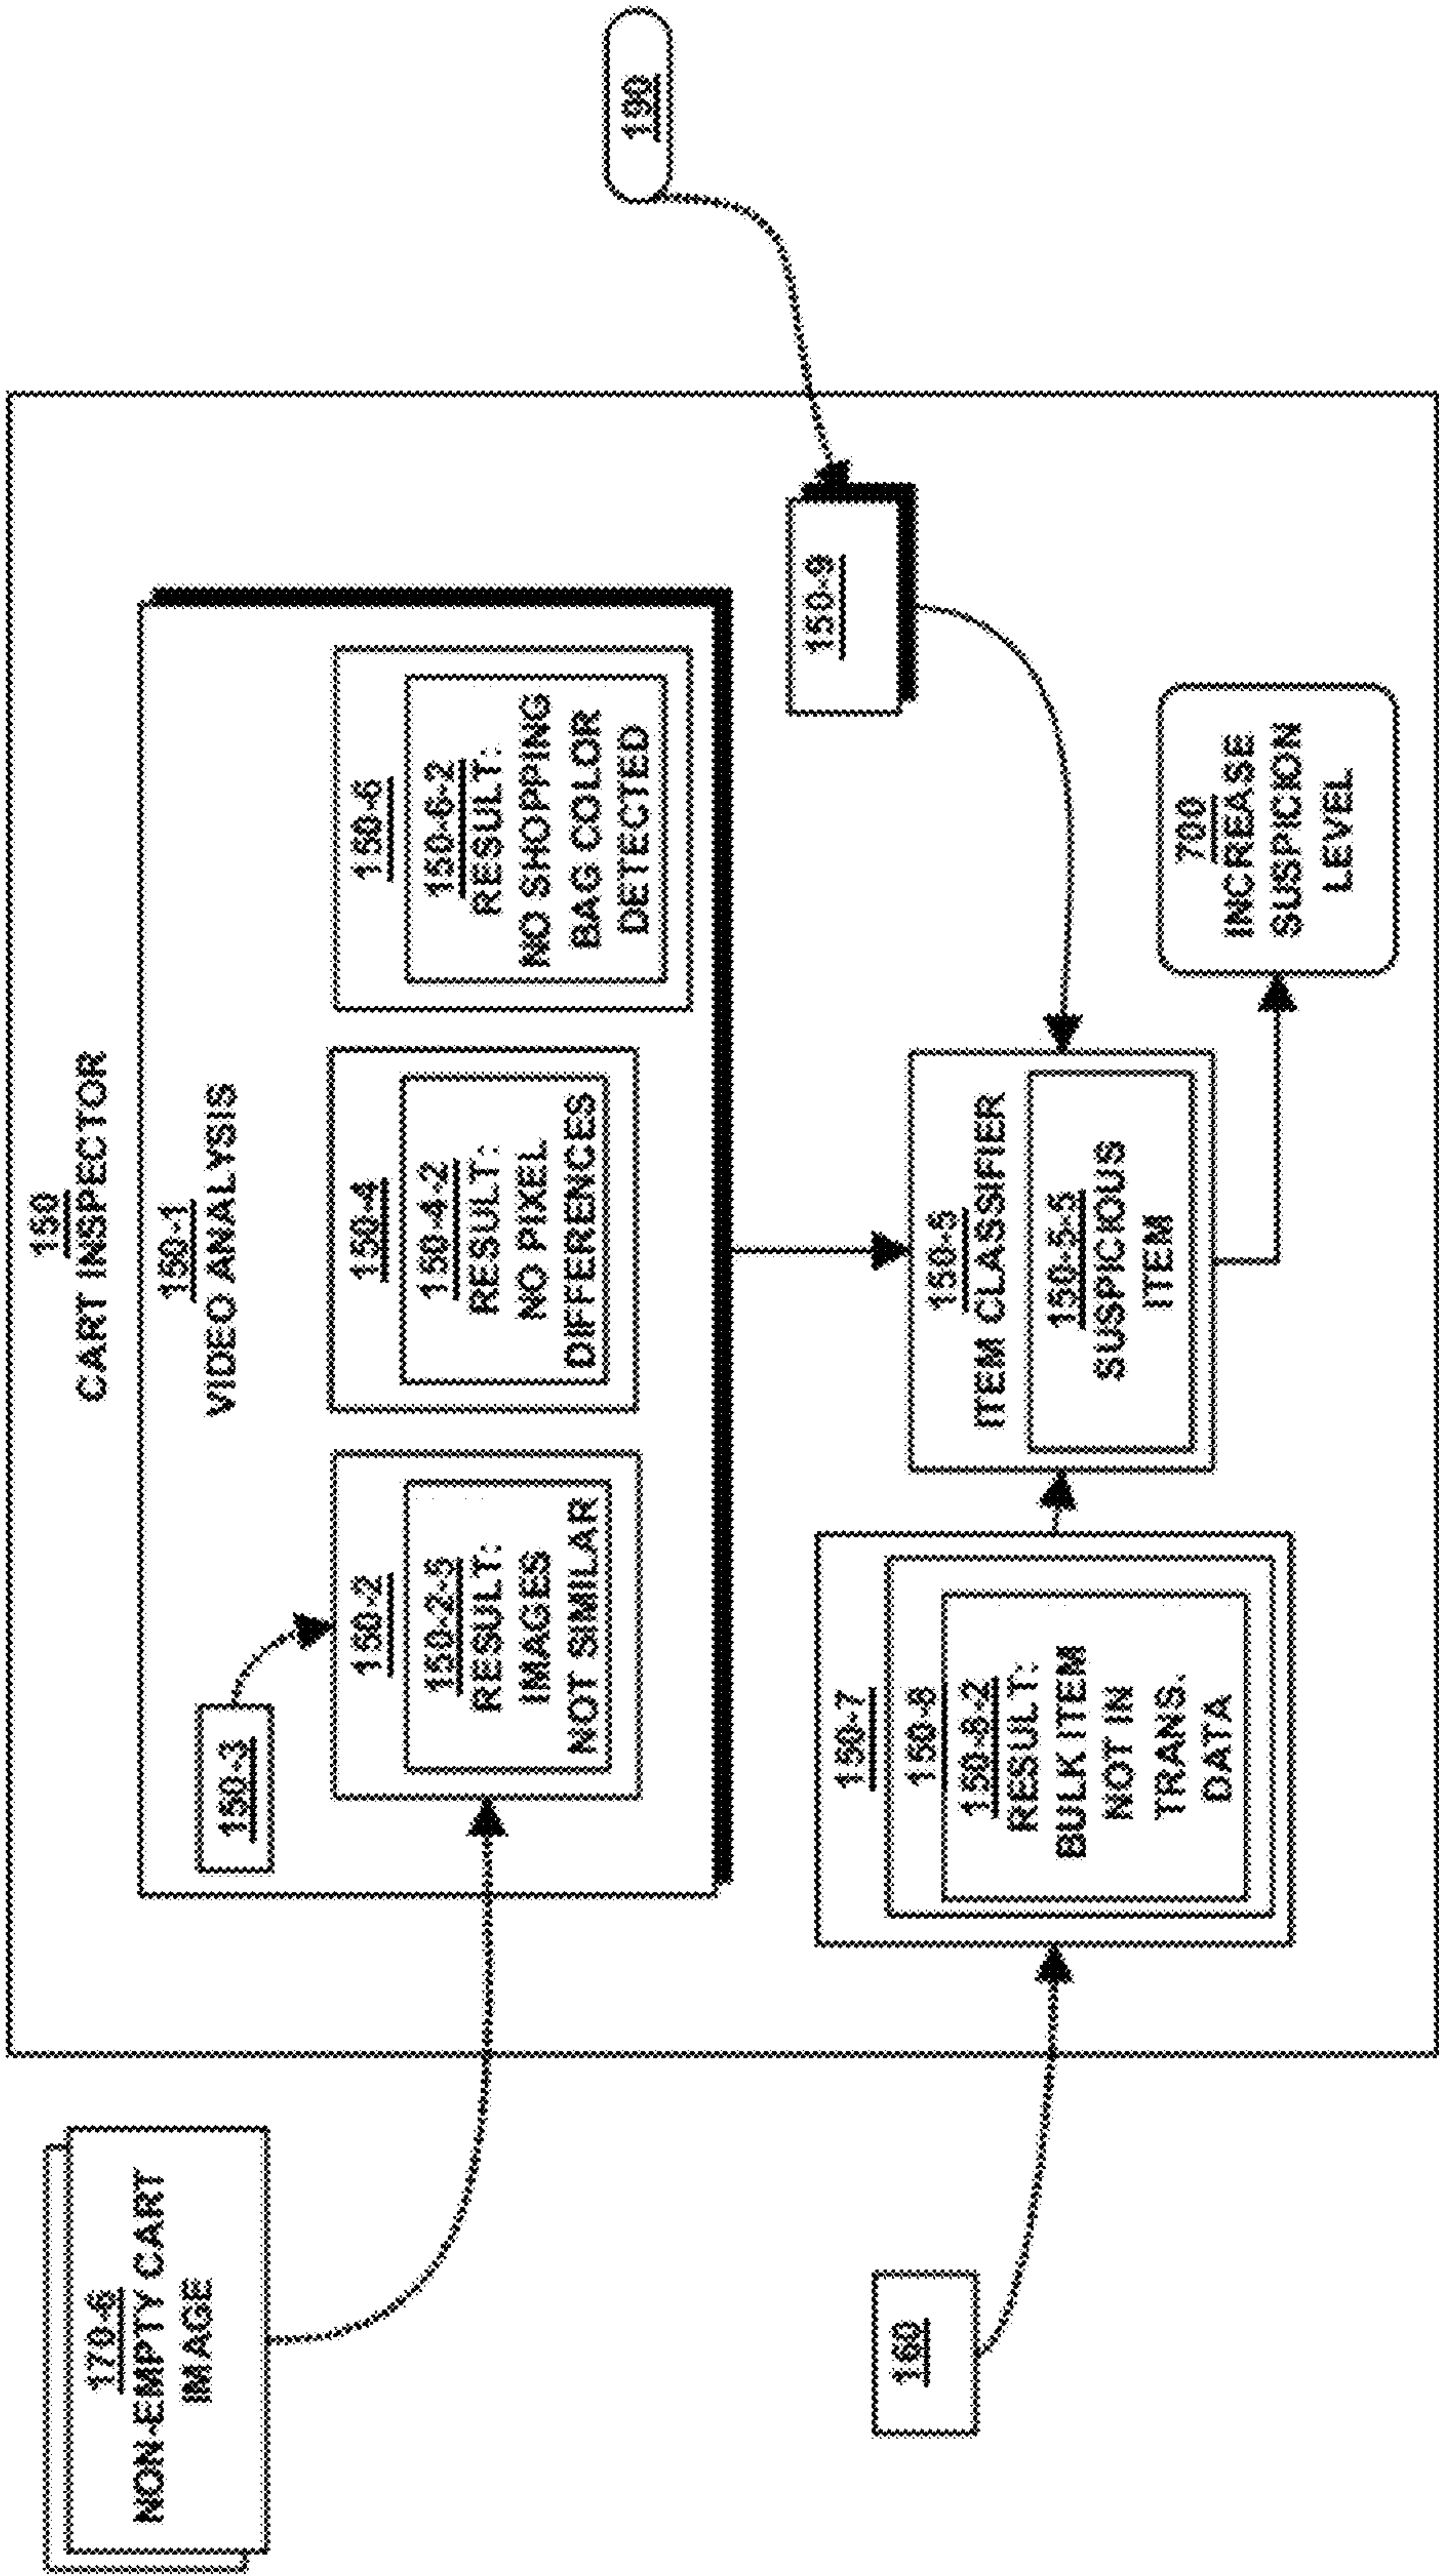 150
CART INSPECTOR
150-1
VIDEO ANALYSIS
170-6
NON-EMPTY CART
IMAGE
150-3
150-2
150-2-5
RESULT:
IMAGES
NOT SIMILAR
150-4
150-4-2
RESULT:
NO PIXEL
DIFFERENCES
150-6
150-6-2
RESULT:
NO SHOPPING
BAG COLOR
DETECTED
190
150-9
160
150-7
150-8
150-8-2
RESULT:
BULK ITEM
NOT IN
TRANS.
DATA
150-5
ITEM CLASSIFIER
150-5-5
SUSPICIOUS
ITEM
700
INCREASE
SUSPICION
LEVEL